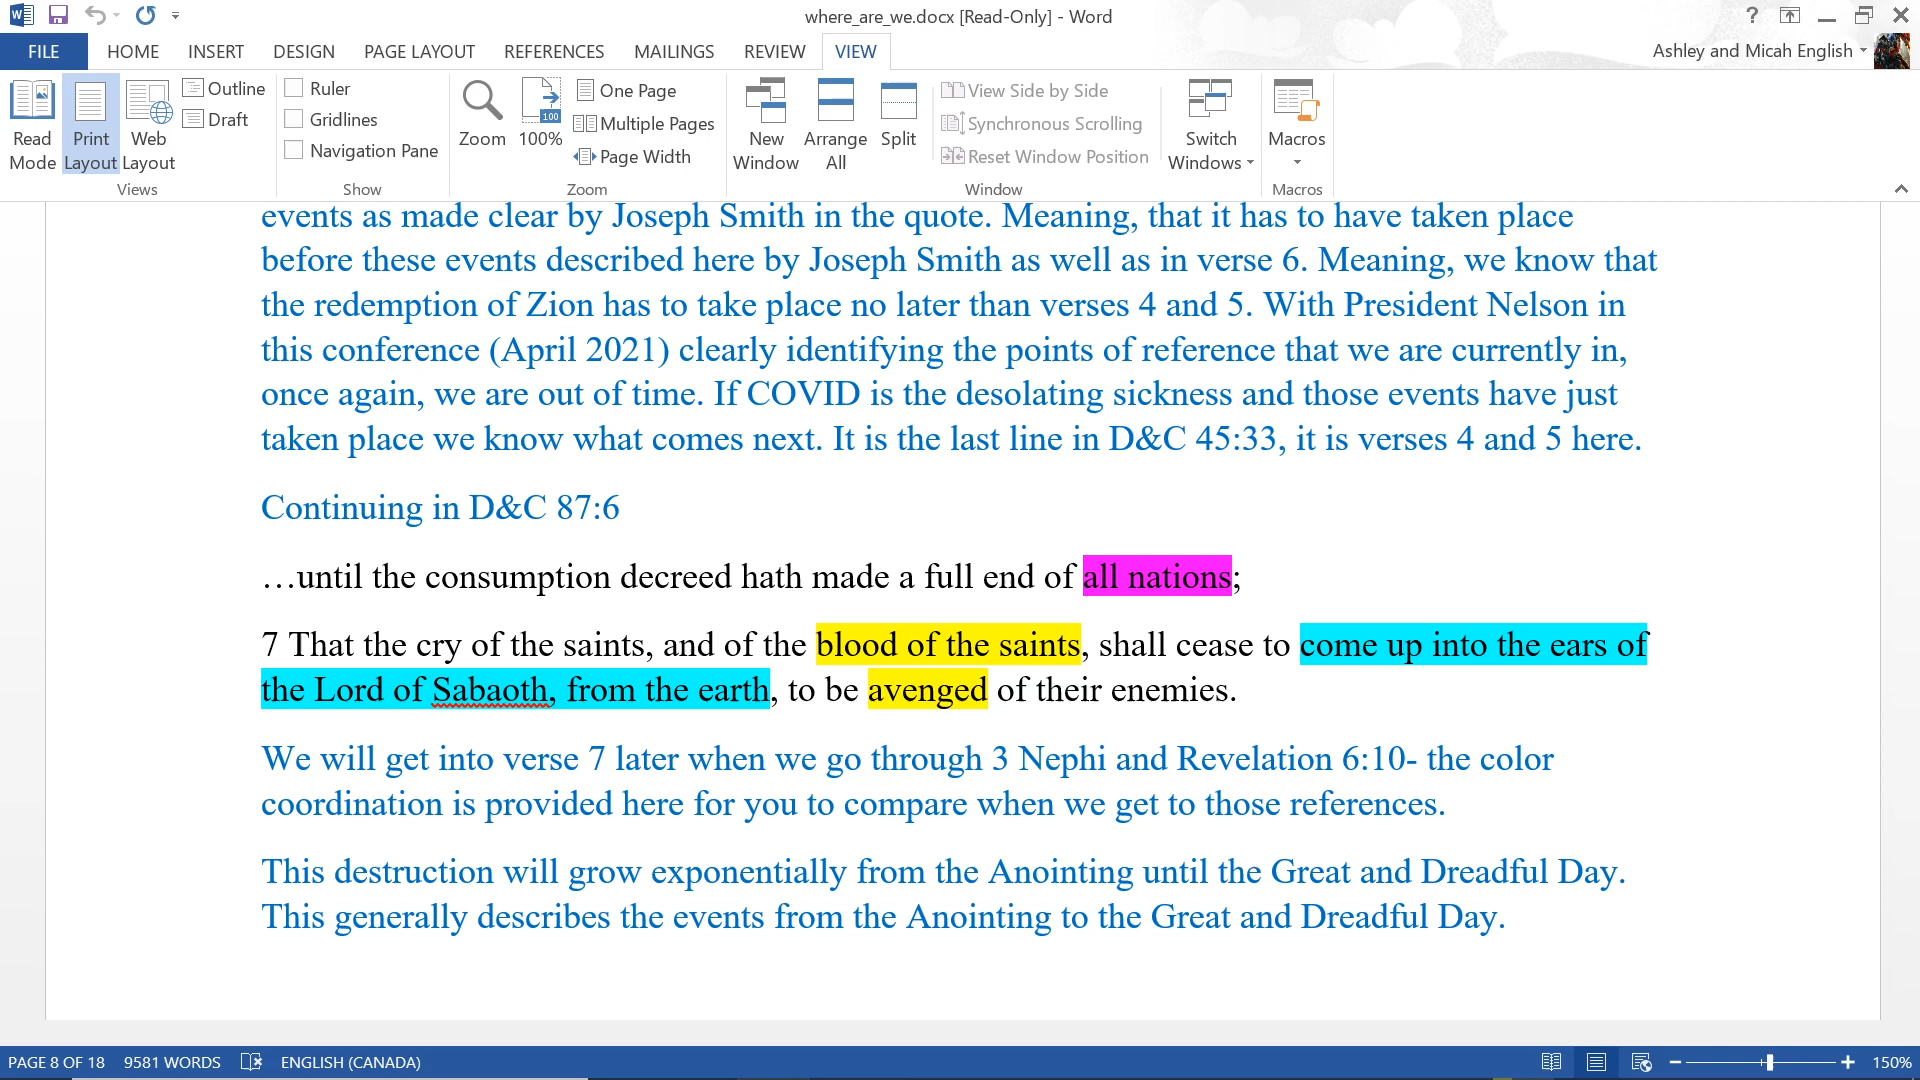 where_are_we.docx [Read-Only] - Word
?
FILE HOME INSERT DESIGN PAGE LAYOUT REFERENCES MAILINGS REVIEW VIEW
Ashley and Micah English
Read Mode
Print Layout
Web Layout
Outline
Draft
Views
Ruler
Gridlines
Navigation Pane
Show
Zoom
100
100%
One Page
Multiple Pages
Page Width
Zoom
New Window
Arrange All
Split
View Side by Side
Synchronous Scrolling
Reset Window Position
Window
Switch Windows
Macros
Macros
events as made clear by Joseph Smith in the quote. Meaning, that it has to have taken place
before these events described here by Joseph Smith as well as in verse 6. Meaning, we know that
the redemption of Zion has to take place no later than verses 4 and 5. With President Nelson in
this conference (April 2021) clearly identifying the points of reference that we are currently in,
once again, we are out of time. If COVID is the desolating sickness and those events have just
taken place we know what comes next. It is the last line in D&C 45:33, it is verses 4 and 5 here.
Continuing in D&C 87:6
…until the consumption decreed hath made a full end of all nations;
7 That the cry of the saints, and of the blood of the saints, shall cease to come up into the ears of
the Lord of Sabaoth, from the earth, to be avenged of their enemies.
We will get into verse 7 later when we go through 3 Nephi and Revelation 6:10- the color
coordination is provided here for you to compare when we get to those references.
This destruction will grow exponentially from the Anointing until the Great and Dreadful Day.
This generally describes the events from the Anointing to the Great and Dreadful Day.
PAGE 8 OF 18 9581 WORDS ENGLISH (CANADA)
150%